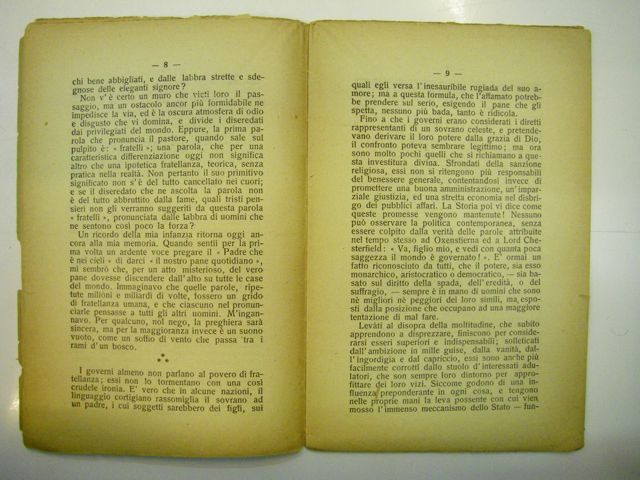 — 8 —
chi bene abbigliati, e dalle labbra strette e sde-
gnose delle eleganti signore?
Non v'è certo un muro che vieti loro il pas-
saggio, ma un ostacolo ancor più formidabile ne
impedisce la via, ed è la oscura atmosfera di odio
e disgusto che vi domina, e divide i diseredati
dai privilegiati del mondo. Eppure, la prima pa-
rola che pronuncia il pastore, quando sale sul
pulpito è: « fratelli »; una parola, che per una
caratteristica differenziazione oggi non significa
altro che una ipotetica fratellanza, teorica, senza
pratica nella realtà. Non pertanto il suo primitivo
significato non s'è del tutto cancellato nei cuori;
e se il diseredato che ne ascolta la parola non
è del tutto abbrutito dalla fame, quali tristi pen-
sieri non gli verranno suggeriti da questa parola
« fratelli », pronunciata dalle labbra di uomini che
ne sentono così poco la forza?
Un ricordo della mia infanzia ritorna oggi an-
cora alla mia memoria. Quando sentii per la pri-
ma volta un ardente voce pregare il « Padre che
è nei cieli » di darci « il nostro pane quotidiano »,
mi sembrò che, per un atto misterioso, del vero
pane dovesse discendere dall'alto su tutte le case
del mondo. Immaginavo che quelle parole, ripe-
tute milioni e miliardi di volte, fossero un grido
di fratellanza umana, e che ciascuno nel pronun-
ciarle pensasse a tutti gli altri uomini. M'ingan-
navo. Per qualcuno, nol nego, la preghiera sarà
sincera, ma per la maggioranza invece è un suono
vuoto, come un soffio di vento che passa 'tra i
rami d'un bosco.
I governi almeno non parlano al povero di fra-
tellanza; essi non lo tormentano con una così
crudele ironia. E' vero che in alcune nazioni, il
linguaggio cortigiano rassomiglia il sovrano ad
un padre, i cui soggetti sarebbero dei figli, sui
— 9 —
quali egli versa l'inesauribile rugiada del suo a-
more; ma a questa formula, che l'affamato potreb-
be prendere sul serio, esigendo il pane che gli
spetta, nessuno più bada, tanto è ridicola.
Fino a che i governi erano considerati i diretti
rappresentanti di un sovrano celeste, e pretende-
vano derivare il loro potere dalla grazia di Dio,
il confronto poteva sembrare legittimo; ma ora
sono molto pochi quelli che si richiamano a que-
sta investitura divina. Sfrondati della sanzione
religiosa, essi non si ritengono più responsabili
del benessere generale, contentandosi invece di
promettere una buona amministrazione, un'impar-
ziale giustizia, ed una stretta economia nel disbri-
go dei pubblici affari. La Storia poi vi dice come
queste promesse vengono mantenute! Nessuno
può osservare la politica contemporanea, senza
essere colpito dalla verità delle parole attribuite
nel tempo stesso ad Oxenstierna ed a Lord Che-
sterfield: « Va, figlio mio, e vedi con quanta poca
saggezza il mondo è governato! ». E' ormai un
fatto riconosciuto da tutti, che il potere, sia esso
monarchico, aristocratico o democratico, — sia ba-
sato sul diritto della spada, dell'eredità, o del
suffragio, — sempre è in mano di uomini che sono
nè migliori nè peggiori dei loro simili, ma esposti
dalla posizione che occupano ad una maggiore
tentazione di mal fare.
Levàti al disopra della moltitudine, che subito
apprendono a disprezzare, finiscono per conside-
rarsi esseri superiori e indispensabili; solleticati
dall'ambizione in mille guise, dalla vanità, dal-
l'ingordigia e dal capriccio, essi sono anche più
facilmente corrotti dallo stuolo d'interessati adu-
latori, che son sempre loro dintorno per approf-
fittare dei loro vizi. Siccome godono di una in-
fluenza preponderante in ogni cosa, e tengono
nelle proprie mani la leva possente con cui vien
mosso l'immenso meccanismo dello Stato — fun-